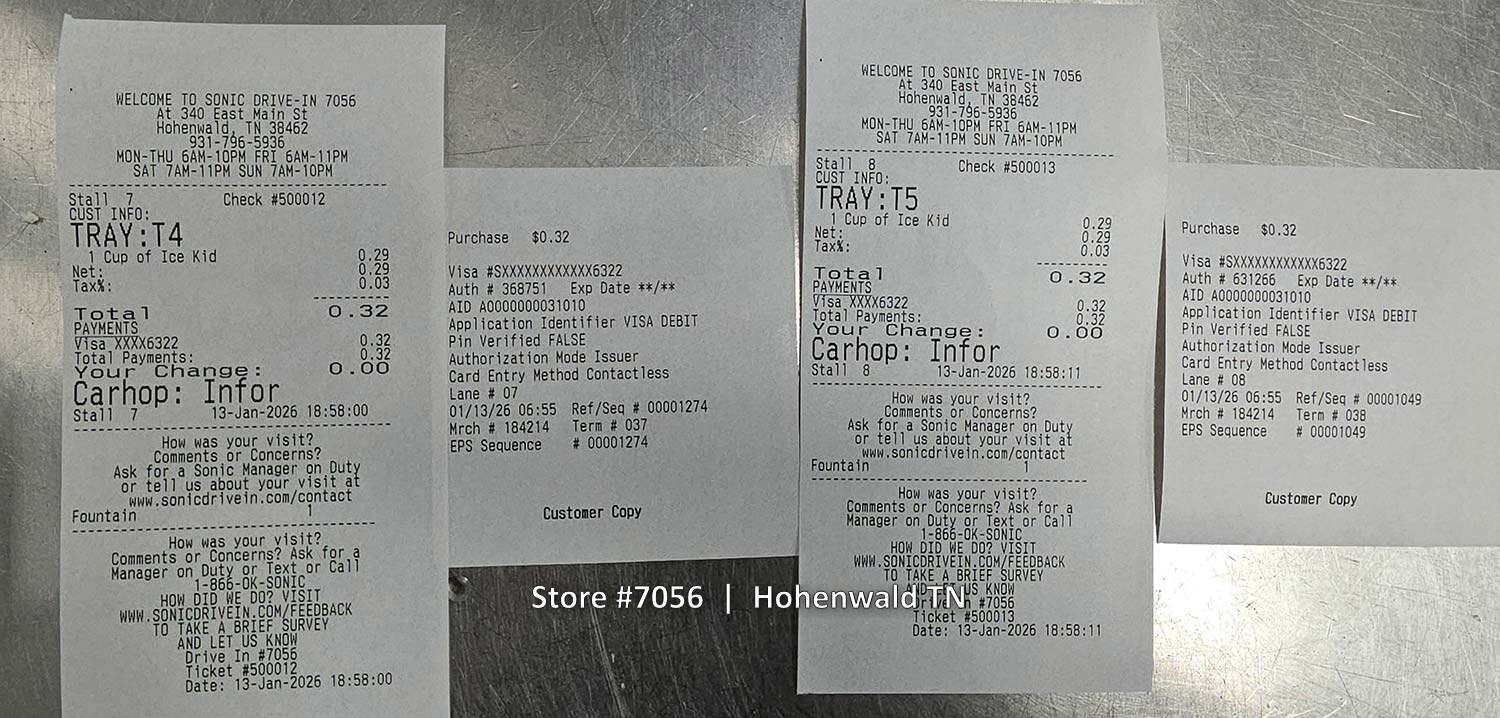 WELCOME TO SONIC DRIVE-IN 7056
At 340 East Main St
Hohenwald, TN 38462
931-796-5936
MON-THU 6AM-10PM FRI 6AM-11PM
SAT 7AM-11PM SUN 7AM-10PM
Stall 7 Check #500012
CUST INFO:
TRAY:T4
1 Cup of Ice Kid 0.29
Net: 0.29
Tax%: 0.03
Total 0.32
PAYMENTS
Visa XXXX6322 0.32
Total Payments: 0.32
Your Change: 0.00
Carhop: Infor
Stall 7 13-Jan-2026 18:58:00
How was your visit?
Comments or Concerns?
Ask for a Sonic Manager on Duty
or tell us about your visit at
www.sonicdrivein.com/contact
Fountain 1
How was your visit?
Comments or Concerns? Ask for a
Manager on Duty or Text or Call
1-866-OK-SONIC
HOW DID WE DO? VISIT
WWW.SONICDRIVEIN.COM/FEEDBACK
TO TAKE A BRIEF SURVEY
AND LET US KNOW
Drive In #7056
Ticket #500012
Date: 13-Jan-2026 18:58:00
Purchase $0.32
Visa #SXXXXXXXXXXXX6322
Auth # 368751 Exp Date **/**
AID A0000000031010
Application Identifier VISA DEBIT
Pin Verified FALSE
Authorization Mode Issuer
Card Entry Method Contactless
Lane # 07
01/13/26 06:55 Ref/Seq # 00001274
Mrch # 184214 Term # 037
EPS Sequence # 00001274
Customer Copy
WELCOME TO SONIC DRIVE-IN 7056
At 340 East Main St
Hohenwald, TN 38462
931-796-5936
MON-THU 6AM-10PM FRI 6AM-11PM
SAT 7AM-11PM SUN 7AM-10PM
Stall 8 Check #500013
CUST INFO:
TRAY:T5
1 Cup of Ice Kid 0.29
Net: 0.29
Tax%: 0.03
Total 0.32
PAYMENTS
Visa XXXX6322 0.32
Total Payments: 0.32
Your Change: 0.00
Carhop: Infor
Stall 8 13-Jan-2026 18:58:11
How was your visit?
Comments or Concerns?
Ask for a Sonic Manager on Duty
or tell us about your visit at
www.sonicdrivein.com/contact
Fountain 1
How was your visit?
Comments or Concerns? Ask for a
Manager on Duty or Text or Call
1-866-OK-SONIC
HOW DID WE DO? VISIT
WWW.SONICDRIVEIN.COM/FEEDBACK
TO TAKE A BRIEF SURVEY
AND LET US KNOW
Drive In #7056
Ticket #500013
Date: 13-Jan-2026 18:58:11
Purchase $0.32
Visa #SXXXXXXXXXXXX6322
Auth # 631266 Exp Date **/**
AID A0000000031010
Application Identifier VISA DEBIT
Pin Verified FALSE
Authorization Mode Issuer
Card Entry Method Contactless
Lane # 08
01/13/26 06:55 Ref/Seq # 00001049
Mrch # 184214 Term # 038
EPS Sequence # 00001049
Customer Copy
Store #7056 | Hohenwald TN